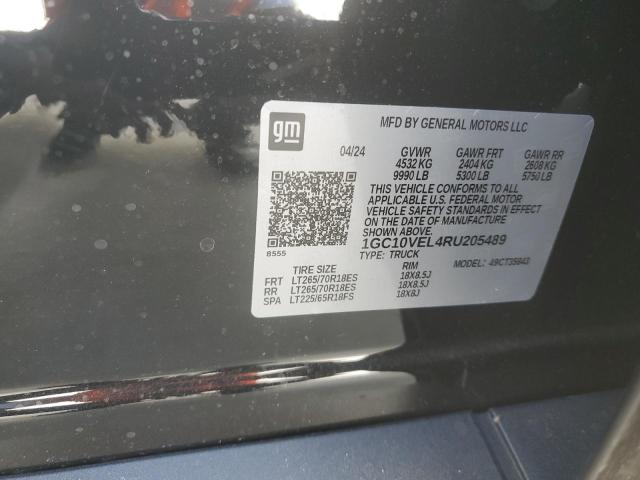 gm
MFD BY GENERAL MOTORS LLC
04/24 GVWR GAWR FRT GAWR RR
4532 KG 2404 KG 2608 KG
9990 LB 5300 LB 5750 LB
THIS VEHICLE CONFORMS TO ALL
APPLICABLE U.S. FEDERAL MOTOR
VEHICLE SAFETY STANDARDS IN EFFECT
ON THE DATE OF MANUFACTURE
1GC10VEL4RU205489
8555 TYPE: TRUCK MODEL: 49CT35843
TIRE SIZE RIM
FRT LT265/70R18ES 18X8.5J
RR LT265/70R18ES 18X8.5J
SPA LT225/65R18FS 18X8J